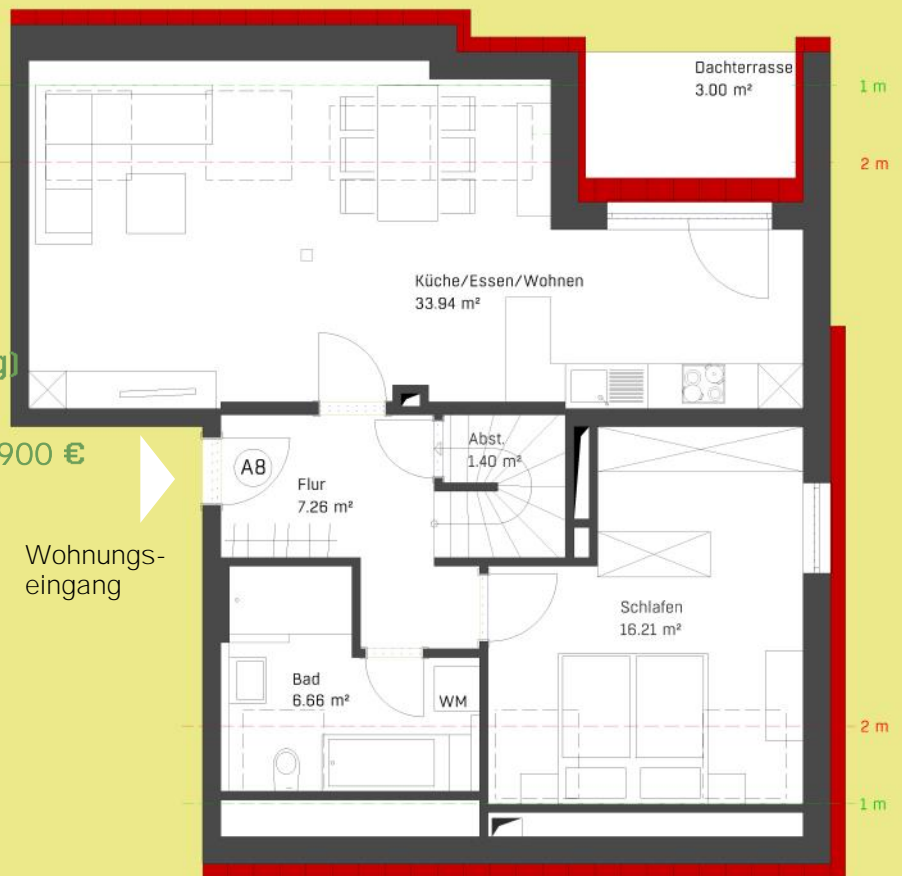 Dachterrasse
3.00 m²
1 m
2 m
Küche/Essen/Wohnen
33.94 m²
g)
900 €
A8
Flur
7.26 m²
Abst.
1.40 m²
Wohnungs-
eingang
Schlafen
16.21 m²
Bad
6.66 m²
WM
2 m
1 m